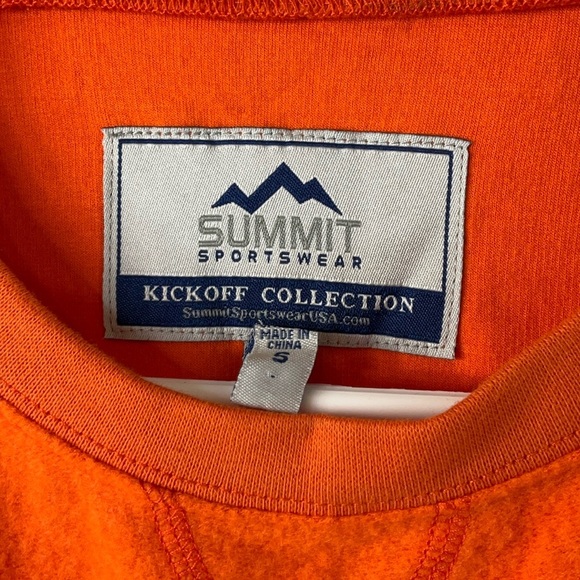 SUMMIT
SPORTSWEAR
KICKOFF COLLECTION
SummitSportswearUSA.com
MADE IN
CHINA
S